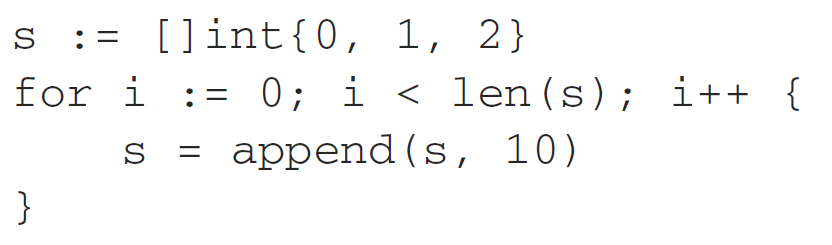 s := []int{0, 1, 2}
for i := 0; i < len(s); i++ {
    s = append(s, 10)
}